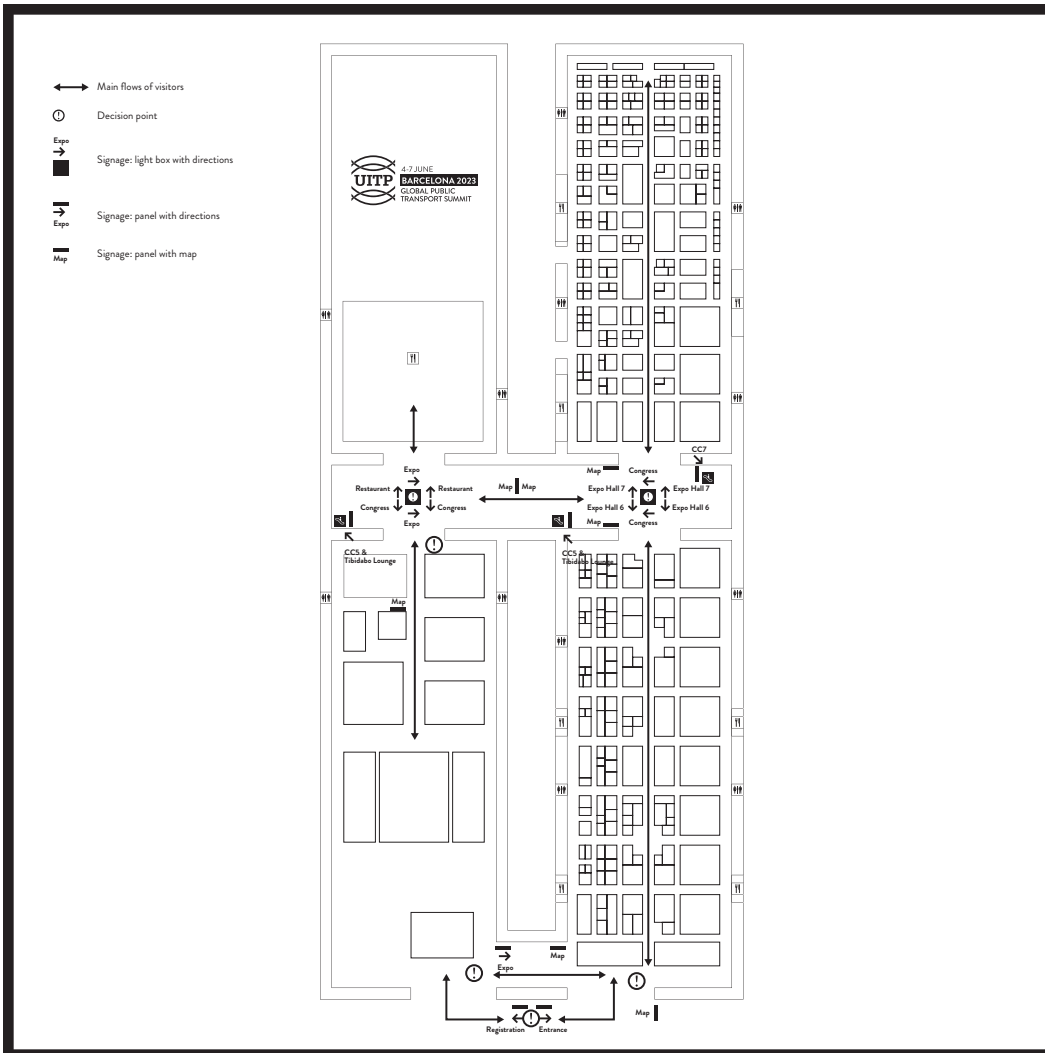 Main flows of visitors
Decision point
Expo
Signage: light box with directions
Signage: panel with directions
Expo
Signage: panel with map
Map
UITP
4-7 JUNE
BARCELONA 2023
GLOBAL PUBLIC
TRANSPORT SUMMIT
CC7
Expo
Map
Congress
Restaurant
Restaurant
Map
Map
Expo Hall 7
Expo Hall 7
Congress
Congress
Expo Hall 6
Expo Hall 6
Expo
Map
Congress
CC5 &
Tibidabo Lounge
CC5 &
Tibidabo Lounge
Map
Map
Expo
Map
Registration
Entrance